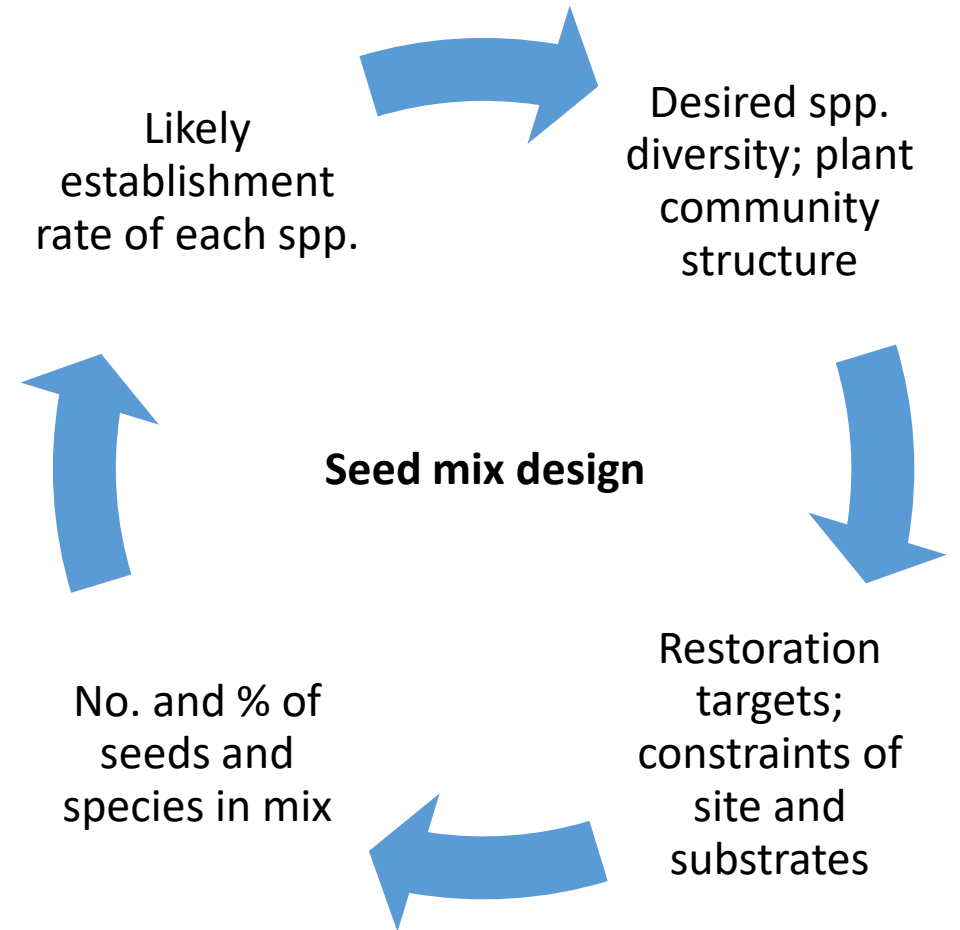 Likely
establishment
rate of each spp.
Desired spp.
diversity; plant
community
structure
Seed mix design
No. and % of
seeds and
species in mix
Restoration
targets;
constraints of
site and
substrates